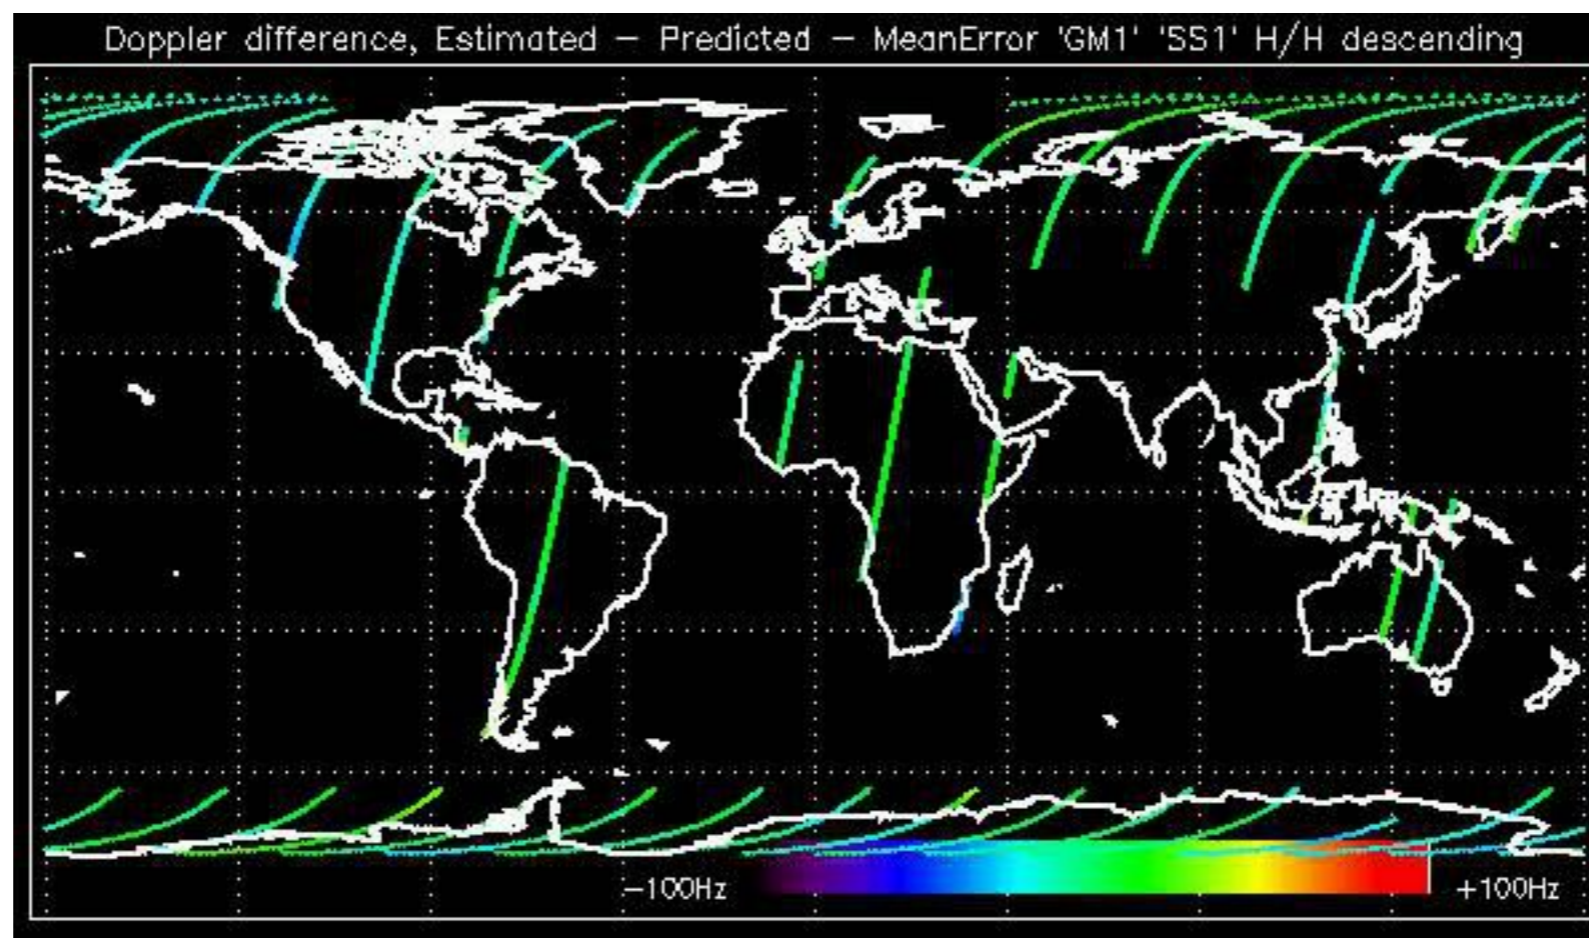 Doppler difference, Estimated — Predicted — MeanError 'GM1' 'SS1' H/H descending
−100Hz
+100Hz